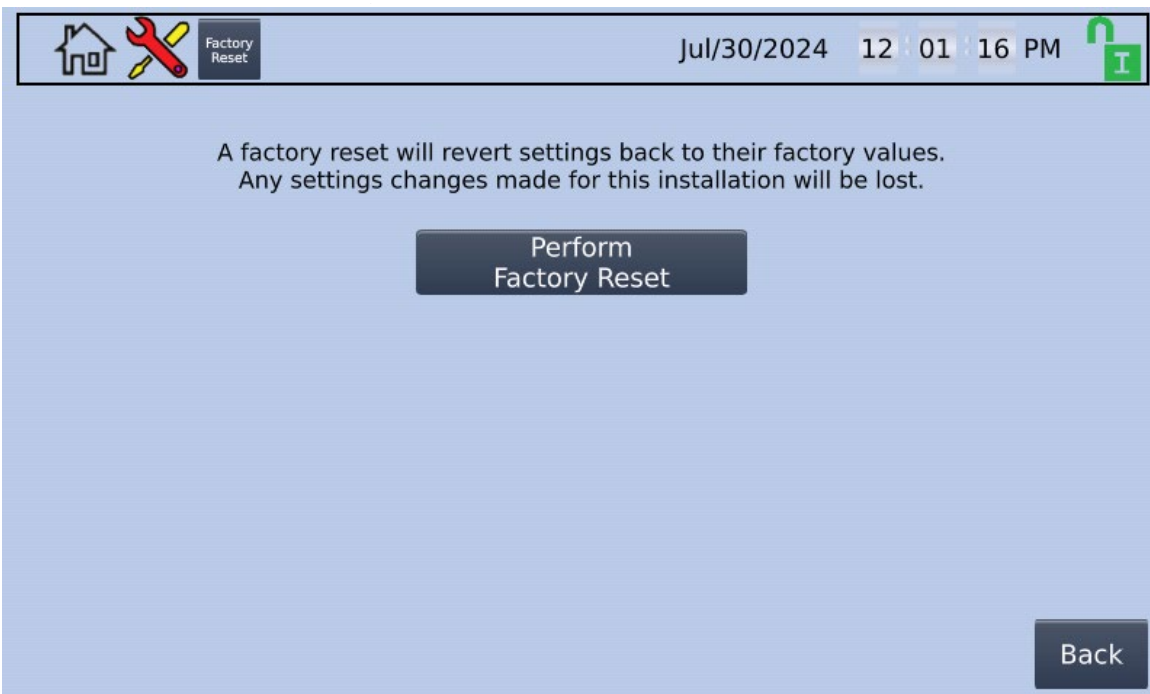 Factory
Reset
Jul/30/2024 12 : 01 : 16 PM
I
A factory reset will revert settings back to their factory values.
Any settings changes made for this installation will be lost.
Perform
Factory Reset
Back